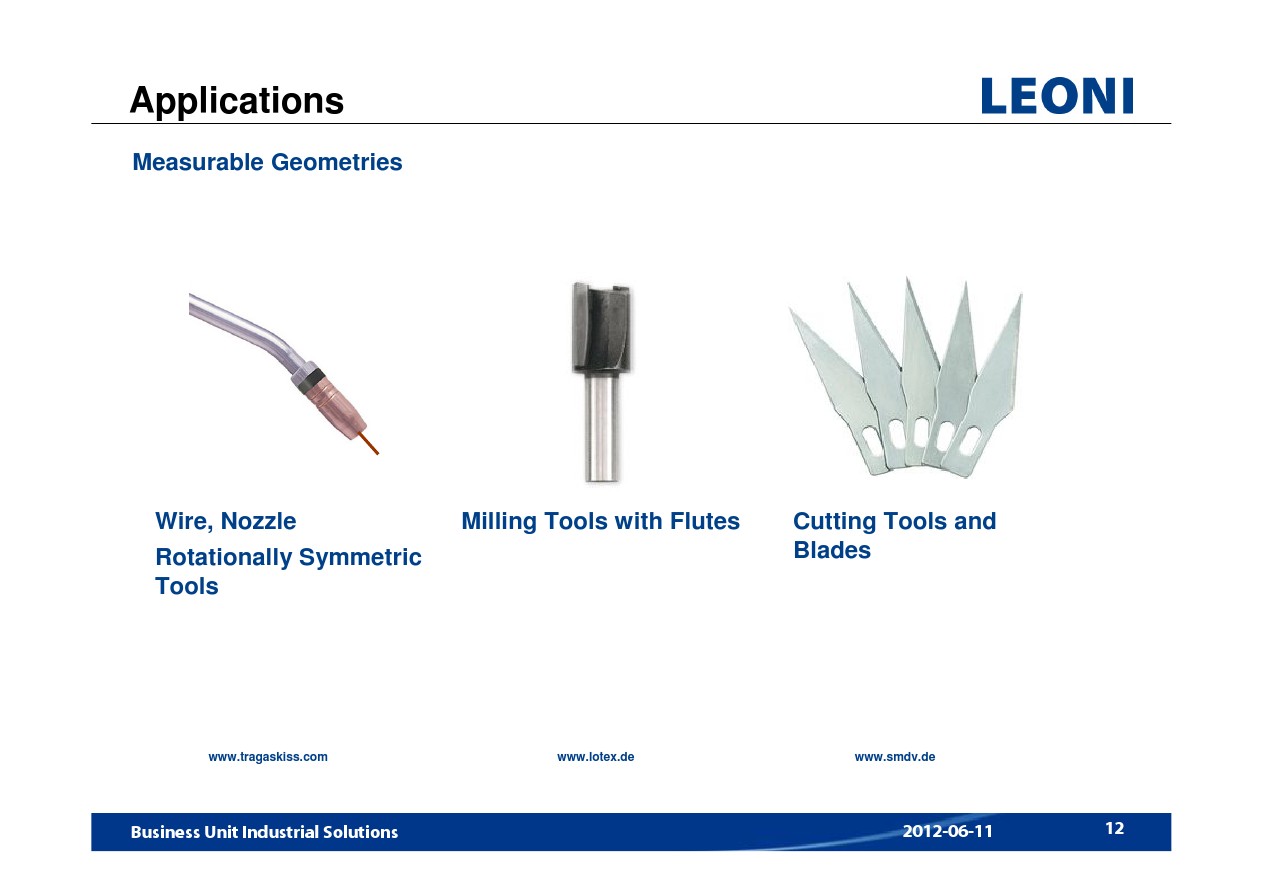 Applications
LEONI
Measurable Geometries
Wire, Nozzle
Rotationally Symmetric
Tools
Milling Tools with Flutes
Cutting Tools and
Blades
www.tragaskiss.com
www.lotex.de
www.smdv.de
Business Unit Industrial Solutions
2012-06-11
12